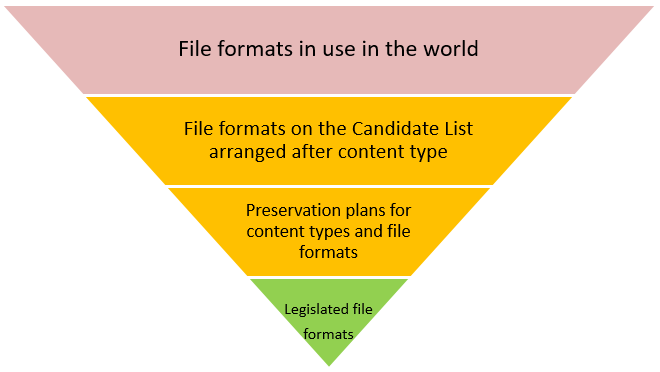 File formats in use in the world
File formats on the Candidate List
arranged after content type
Preservation plans for
content types and file
formats
Legislated file
formats